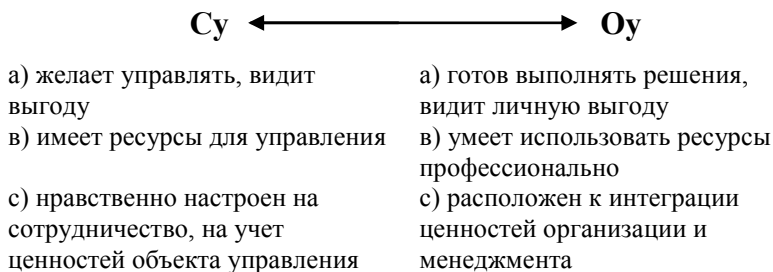 Су Оу
а) желает управлять, видит
выгоду
в) имеет ресурсы для управления
с) нравственно настроен на
сотрудничество, на учет
ценностей объекта управления
а) готов выполнять решения,
видит личную выгоду
в) умеет использовать ресурсы
профессионально
с) расположен к интеграции
ценностей организации и
менеджмента